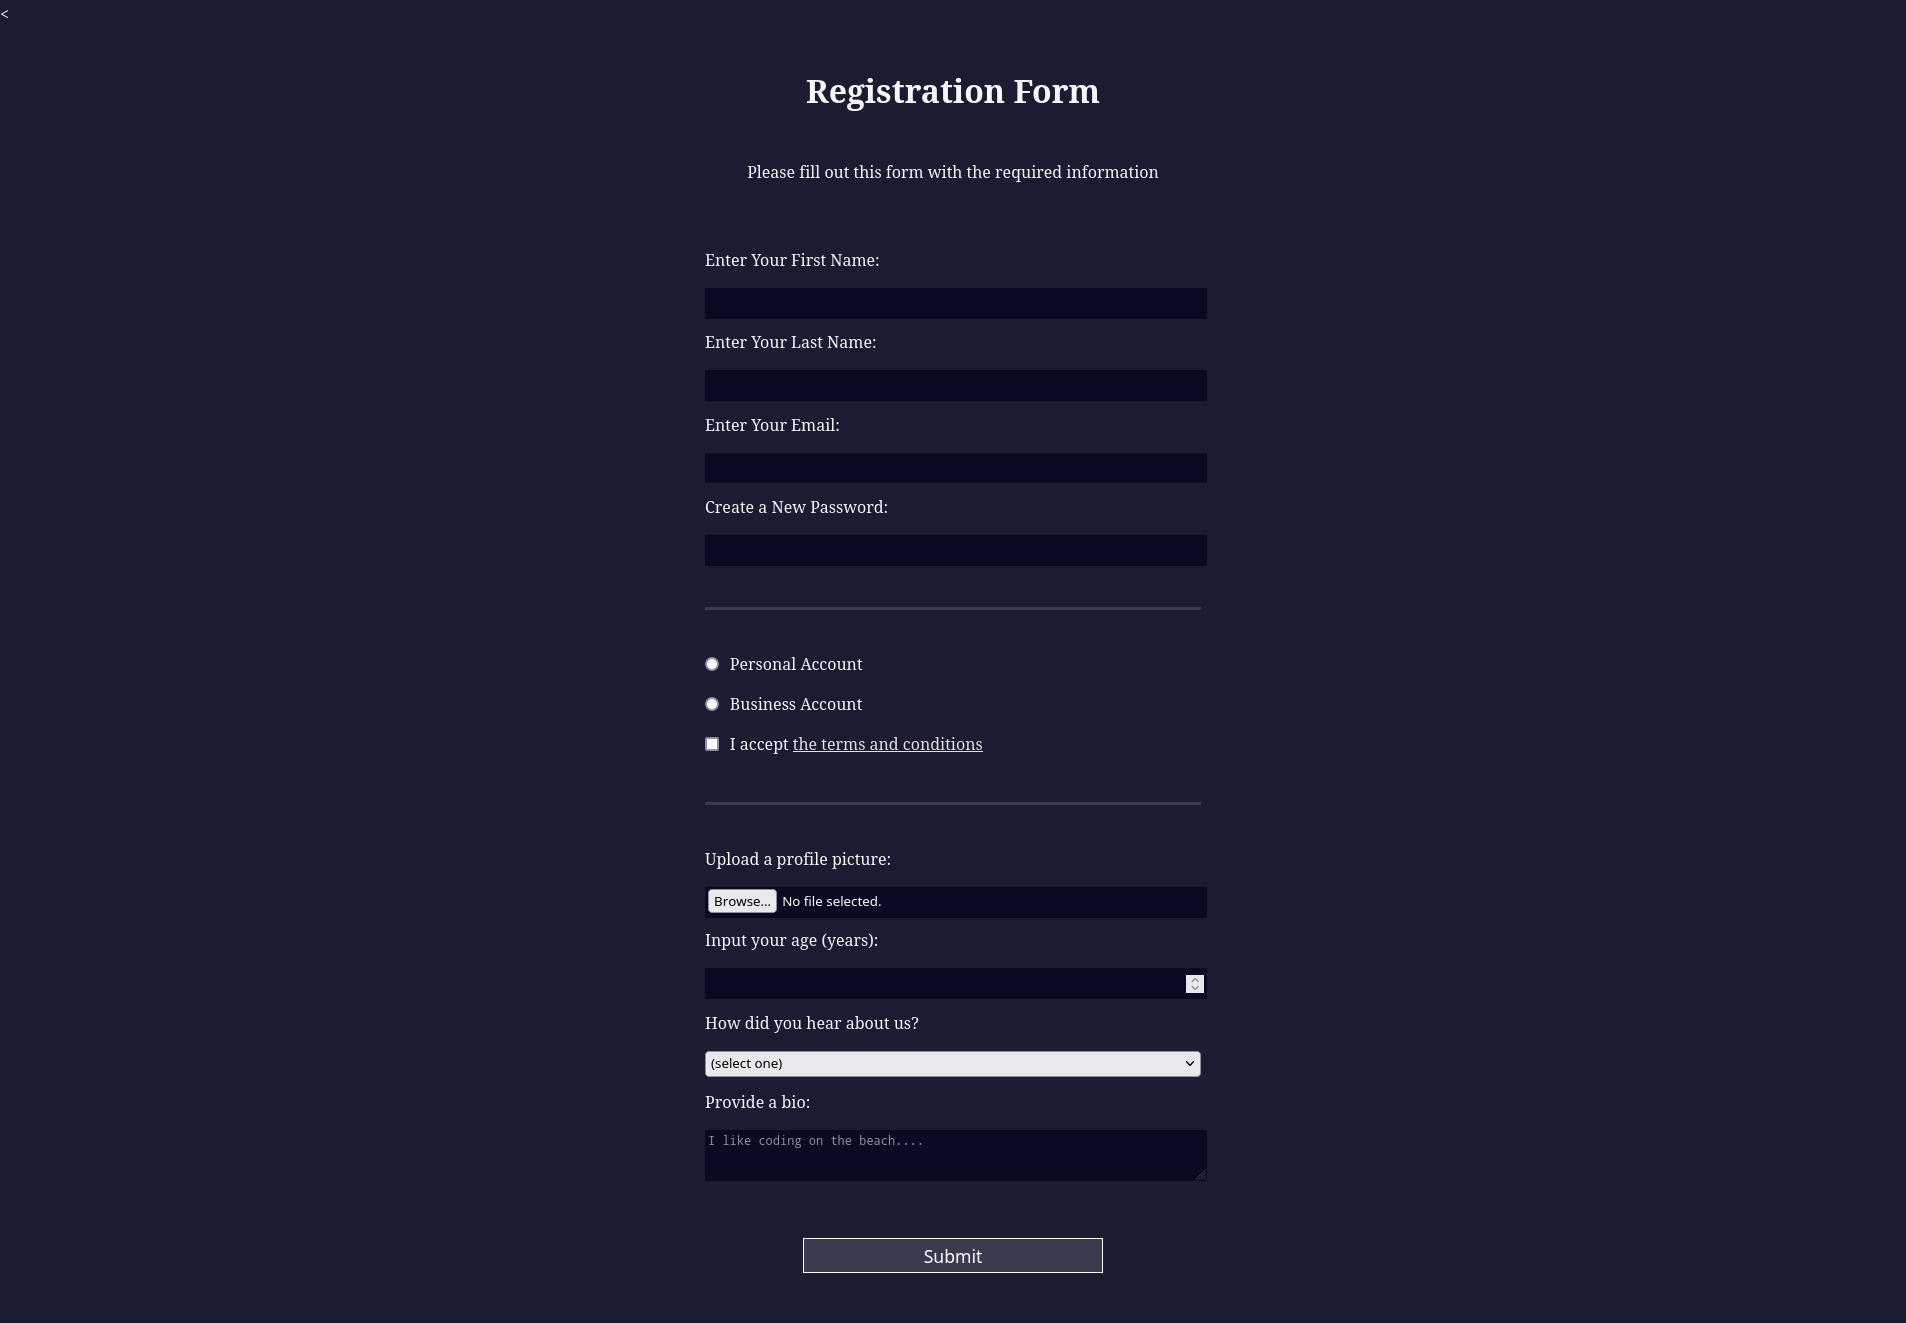 <
Registration Form
Please fill out this form with the required information
Enter Your First Name:
Enter Your Last Name:
Enter Your Email:
Create a New Password:
Personal Account
Business Account
I accept the terms and conditions
Upload a profile picture:
Browse... No file selected.
Input your age (years):
How did you hear about us?
(select one)
Provide a bio:
I like coding on the beach....
Submit